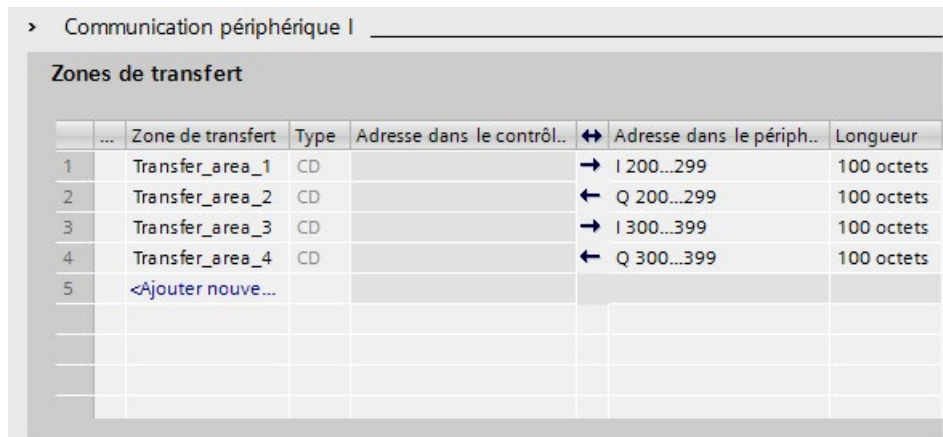 Communication périphérique I
Zones de transfert
... Zone de transfert Type Adresse dans le contrôl.. ↔ Adresse dans le périph.. Longueur
1 Transfer_area_1 CD → I 200...299 100 octets
2 Transfer_area_2 CD ← Q 200...299 100 octets
3 Transfer_area_3 CD → I 300...399 100 octets
4 Transfer_area_4 CD ← Q 300...399 100 octets
5 <Ajouter nouve...